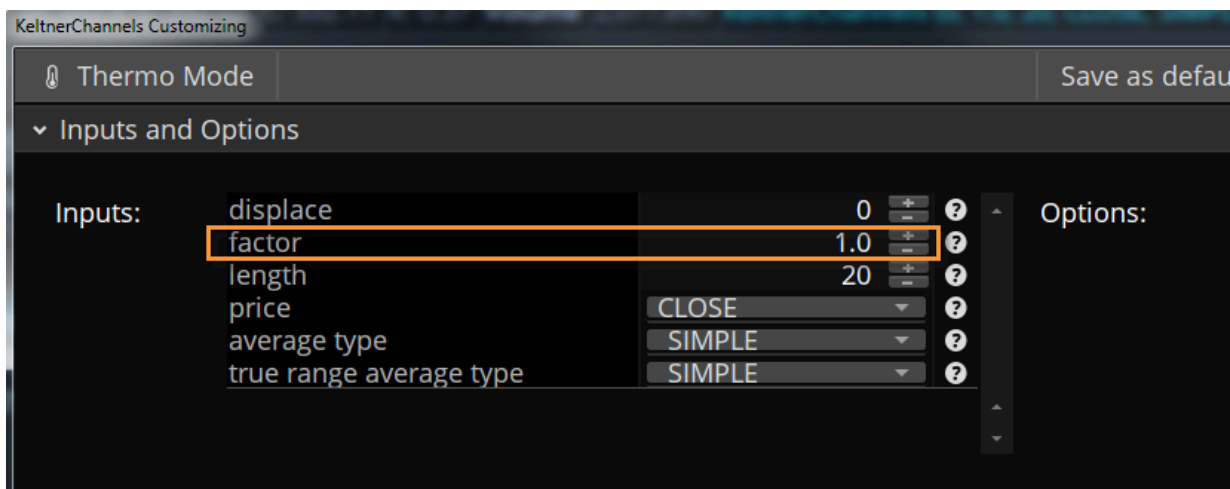 KeltnerChannels Customizing
Thermo Mode
Save as defau
Inputs and Options
Inputs:
displace 0
factor 1.0
length 20
price CLOSE
average type SIMPLE
true range average type SIMPLE
Options: